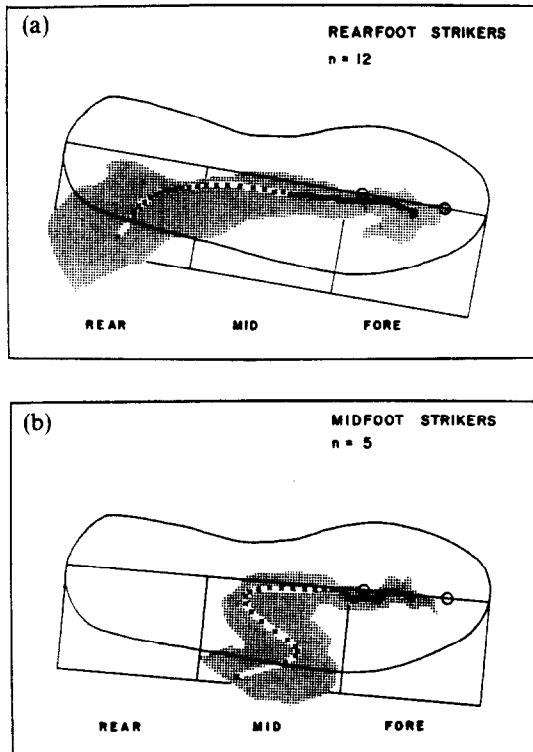 (a)
REARFOOT STRIKERS
n = 12
REAR MID FORE
(b)
MIDFOOT STRIKERS
n = 5
REAR MID FORE